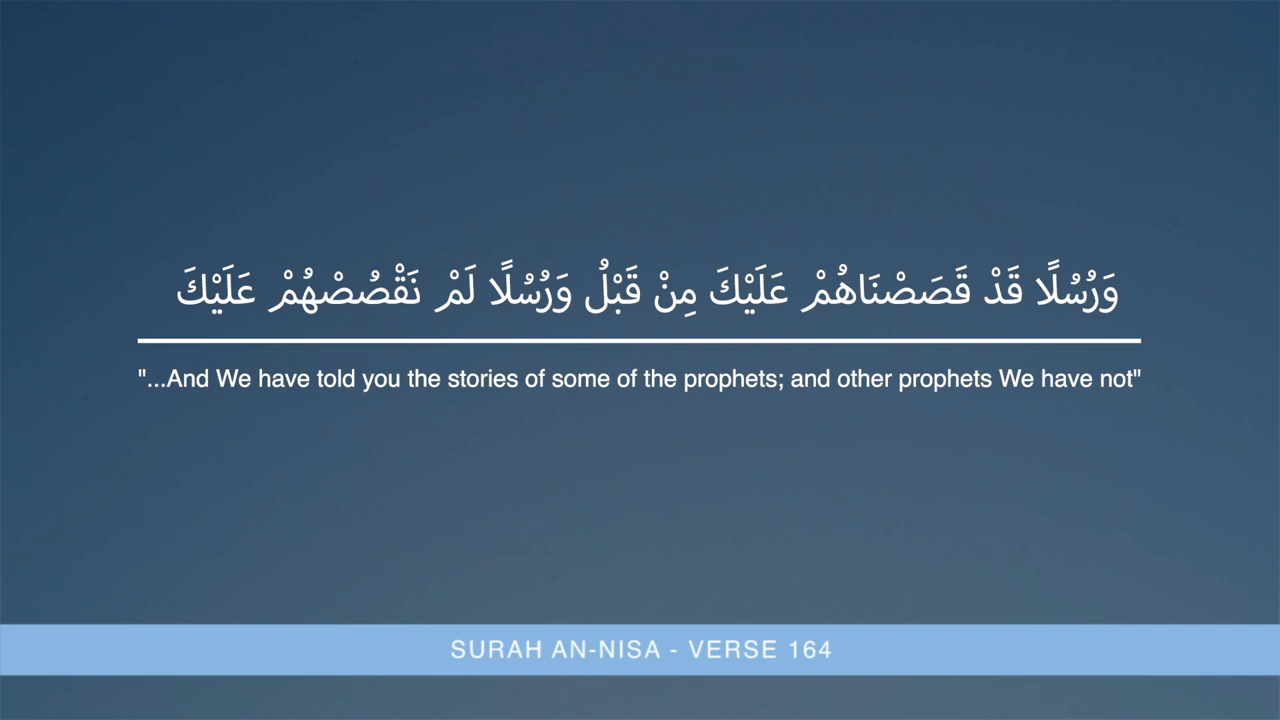 وَرُسُلًا قَدْ قَصَصْنَاهُمْ عَلَيْكَ مِنْ قَبْلُ وَرُسُلًا لَمْ نَقْصُصْهُمْ عَلَيْكَ
"...And We have told you the stories of some of the prophets; and other prophets We have not"
SURAH AN-NISA - VERSE 164